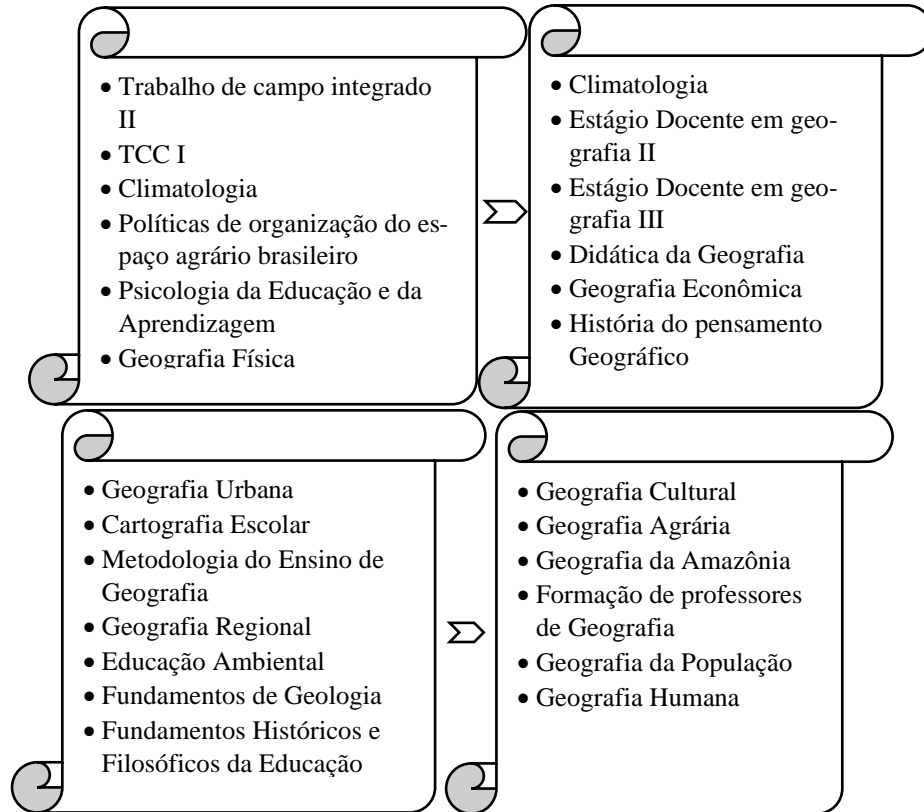 • Trabalho de campo integrado
II
• TCC I
• Climatologia
• Políticas de organização do es-
paço agrário brasileiro
• Psicologia da Educação e da
Aprendizagem
• Geografia Física
• Climatologia
• Estágio Docente em geo-
grafia II
• Estágio Docente em geo-
grafia III
• Didática da Geografia
• Geografia Econômica
• História do pensamento
Geográfico
• Geografia Urbana
• Cartografia Escolar
• Metodologia do Ensino de
Geografia
• Geografia Regional
• Educação Ambiental
• Fundamentos de Geologia
• Fundamentos Históricos e
Filosóficos da Educação
• Geografia Cultural
• Geografia Agrária
• Geografia da Amazônia
• Formação de professores
de Geografia
• Geografia da População
• Geografia Humana